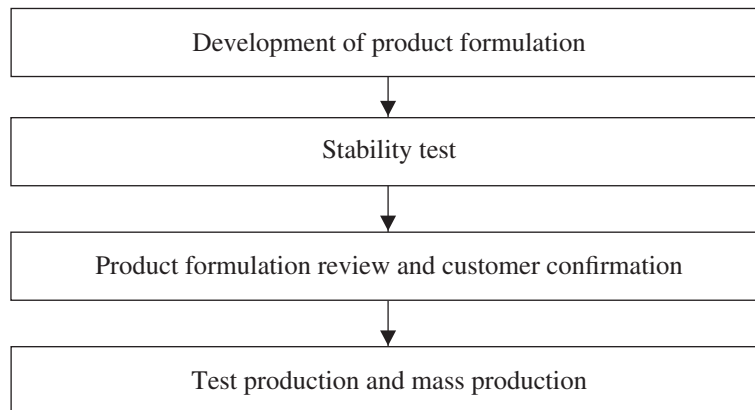 Development of product formulation
Stability test
Product formulation review and customer confirmation
Test production and mass production